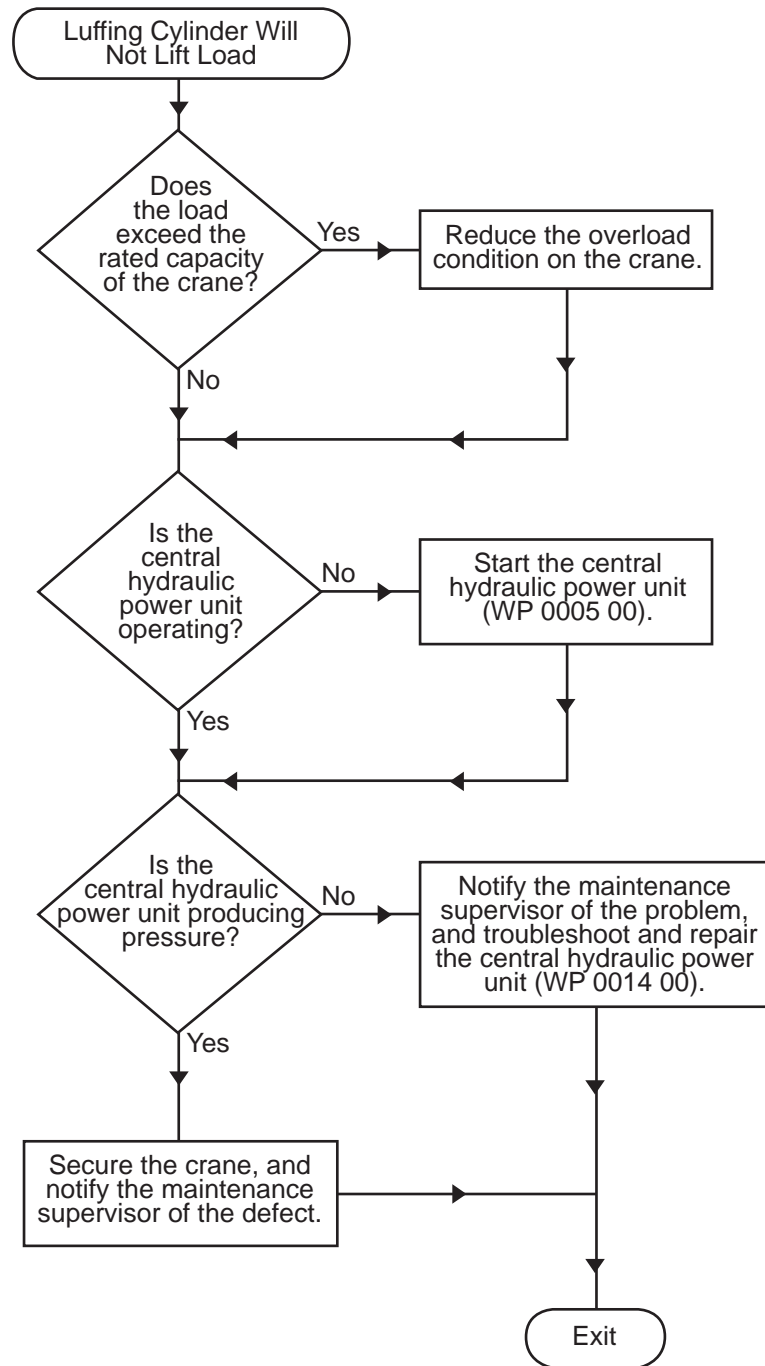 Luffing Cylinder Will
Not Lift Load
Does
the load
exceed the
rated capacity
of the crane?
Yes
Reduce the overload
condition on the crane.
No
Is the
central
hydraulic
power unit
operating?
No
Start the central
hydraulic power unit
(WP 0005 00).
Yes
Is the
central hydraulic
power unit producing
pressure?
No
Notify the maintenance
supervisor of the problem,
and troubleshoot and repair
the central hydraulic power
unit (WP 0014 00).
Yes
Secure the crane, and
notify the maintenance
supervisor of the defect.
Exit